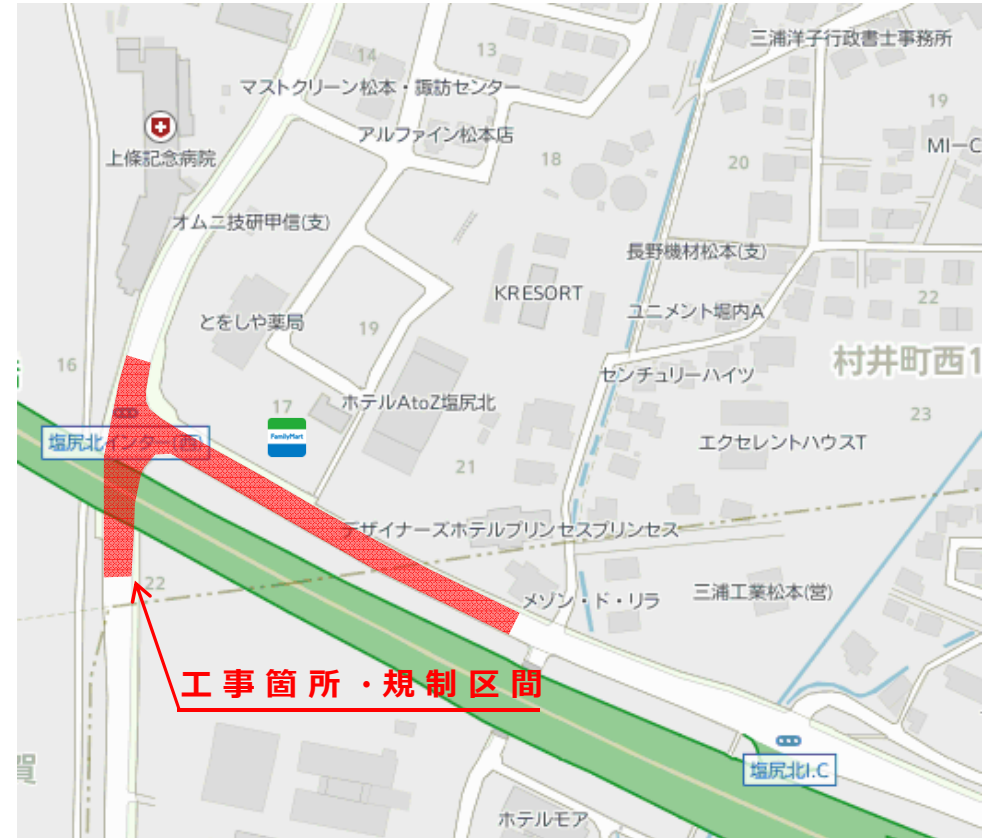 三浦洋子行政書士事務所
14
13
マストクリーン松本・諏訪センター
19
アルファイン松本店
MI-C
上條記念病院
18
20
オムニ技研甲信(支)
長野機材松本(支)
KRESORT
22
ユニメント堀内A
とをしや薬局
19
16
村井町西1
センチュリーハイツ
17
ホテルAtoZ塩尻北
23
塩尻北インター(西)
FamilyMart
エクセレントハウスT
21
デザイナーズホテルプリンセスプリンセス
22
メゾン・ド・リラ
三浦工業松本(営)
工事箇所・規制区間
塩尻北I.C
ホテルモア